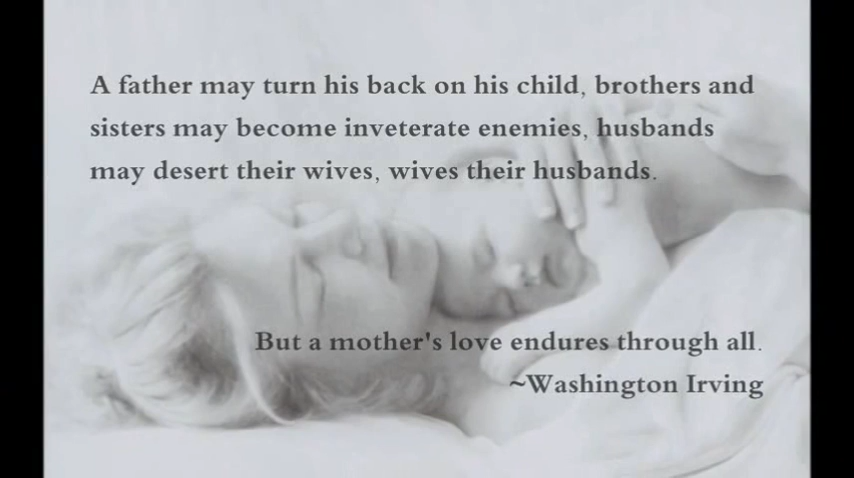 A father may turn his back on his child, brothers and
sisters may become inveterate enemies, husbands
may desert their wives, wives their husbands.
But a mother's love endures through all.
~Washington Irving